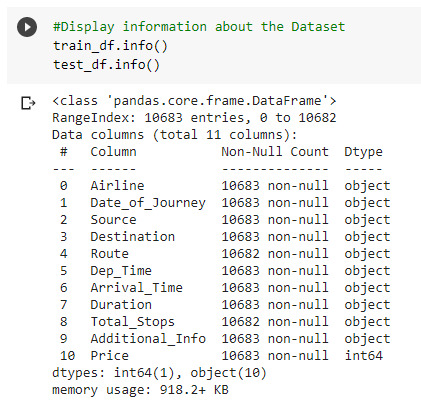 #Display information about the Dataset
train_df.info()
test_df.info()
<class 'pandas.core.frame.DataFrame'>
RangeIndex: 10683 entries, 0 to 10682
Data columns (total 11 columns):
 #   Column           Non-Null Count  Dtype
---  ------           --------------  -----
 0   Airline          10683 non-null  object
 1   Date_of_Journey  10683 non-null  object
 2   Source           10683 non-null  object
 3   Destination      10683 non-null  object
 4   Route            10682 non-null  object
 5   Dep_Time         10683 non-null  object
 6   Arrival_Time     10683 non-null  object
 7   Duration         10683 non-null  object
 8   Total_Stops      10682 non-null  object
 9   Additional_Info  10683 non-null  object
 10  Price            10683 non-null  int64
dtypes: int64(1), object(10)
memory usage: 918.2+ KB